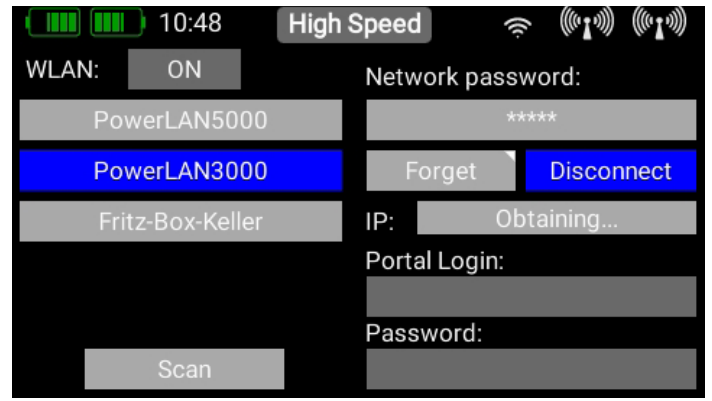 10:48 High Speed
WLAN: ON
PowerLAN5000
PowerLAN3000
Fritz-Box-Keller
Scan
Network password:
*****
Forget Disconnect
IP: Obtaining...
Portal Login:
Password: